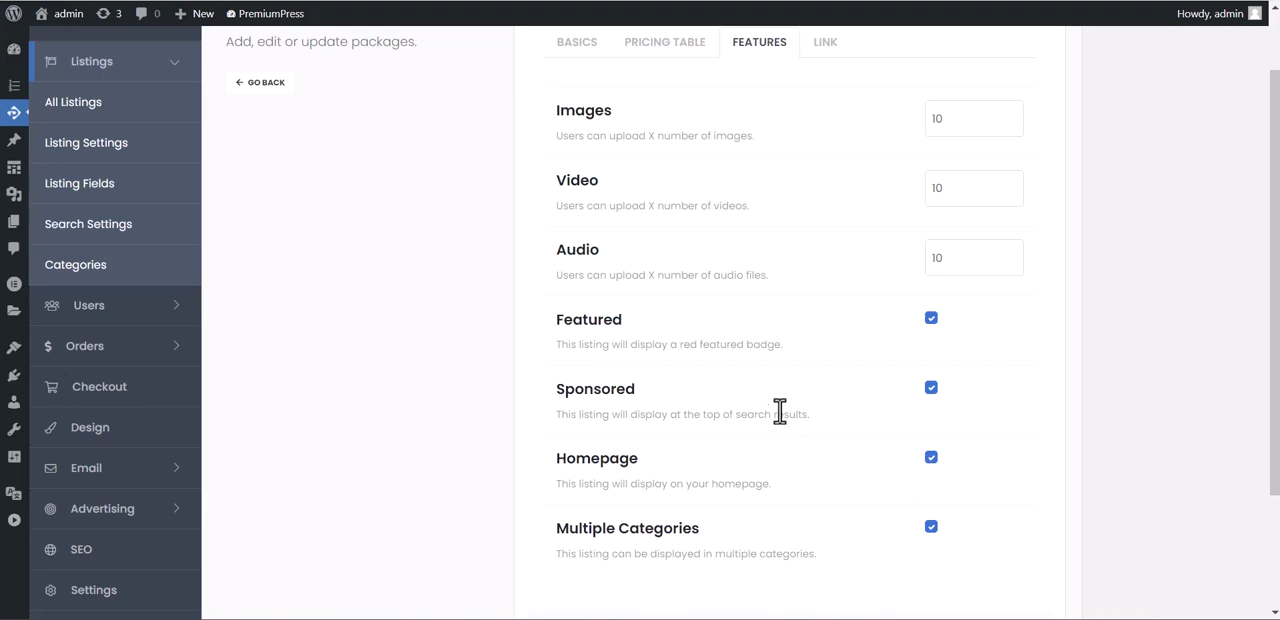 admin
3
0
New
PremiumPress
Howdy, admin
Listings
All Listings
Listing Settings
Listing Fields
Search Settings
Categories
Users
Orders
Checkout
Design
Email
Advertising
SEO
Settings
Add, edit or update packages.
← GO BACK
BASICS
PRICING TABLE
FEATURES
LINK
Images
10
Users can upload X number of images.
Video
10
Users can upload X number of videos.
Audio
10
Users can upload X number of audio files.
Featured
This listing will display a red featured badge.
Sponsored
This listing will display at the top of search results.
Homepage
This listing will display on your homepage.
Multiple Categories
This listing can be displayed in multiple categories.